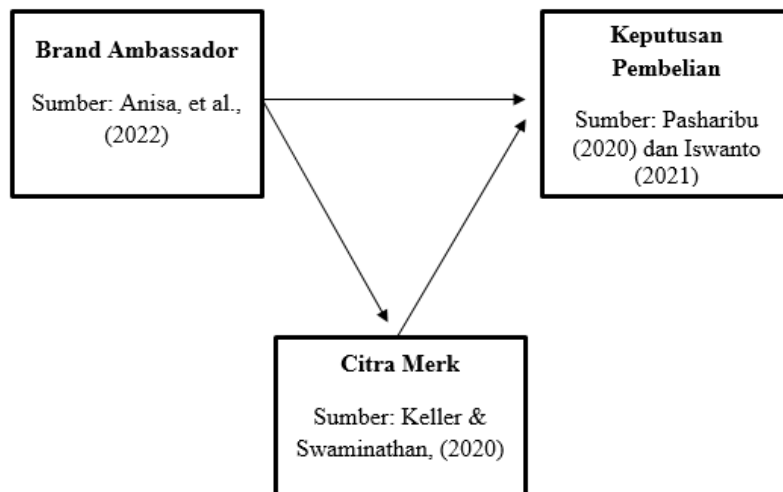 Brand Ambassador
Sumber: Anisa, et al.,
(2022)
Keputusan
Pembelian
Sumber: Pasharibu
(2020) dan Iswanto
(2021)
Citra Merk
Sumber: Keller &
Swaminathan, (2020)